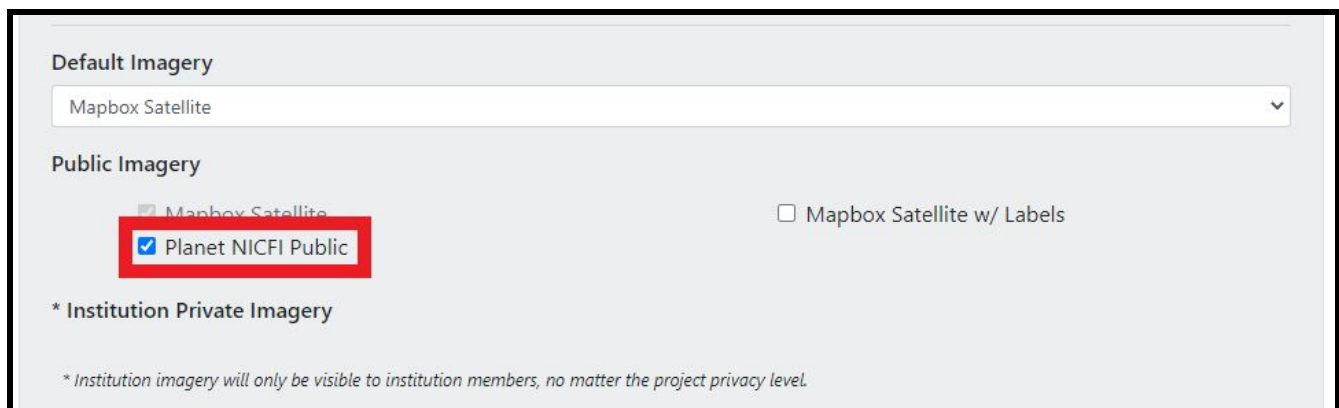 Default Imagery
Mapbox Satellite
Public Imagery
Mapbox Satellite
Mapbox Satellite w/ Labels
Planet NICFI Public
* Institution Private Imagery
* Institution imagery will only be visible to institution members, no matter the project privacy level.